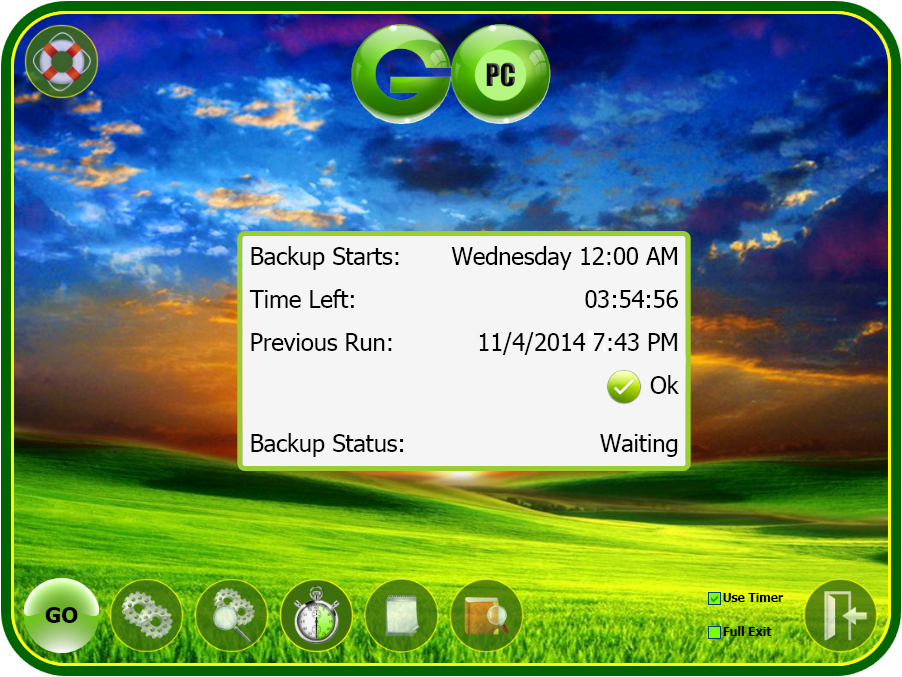 GO PC
Backup Starts: Wednesday 12:00 AM
Time Left: 03:54:56
Previous Run: 11/4/2014 7:43 PM
Ok
Backup Status: Waiting
GO
Use Timer
Full Exit